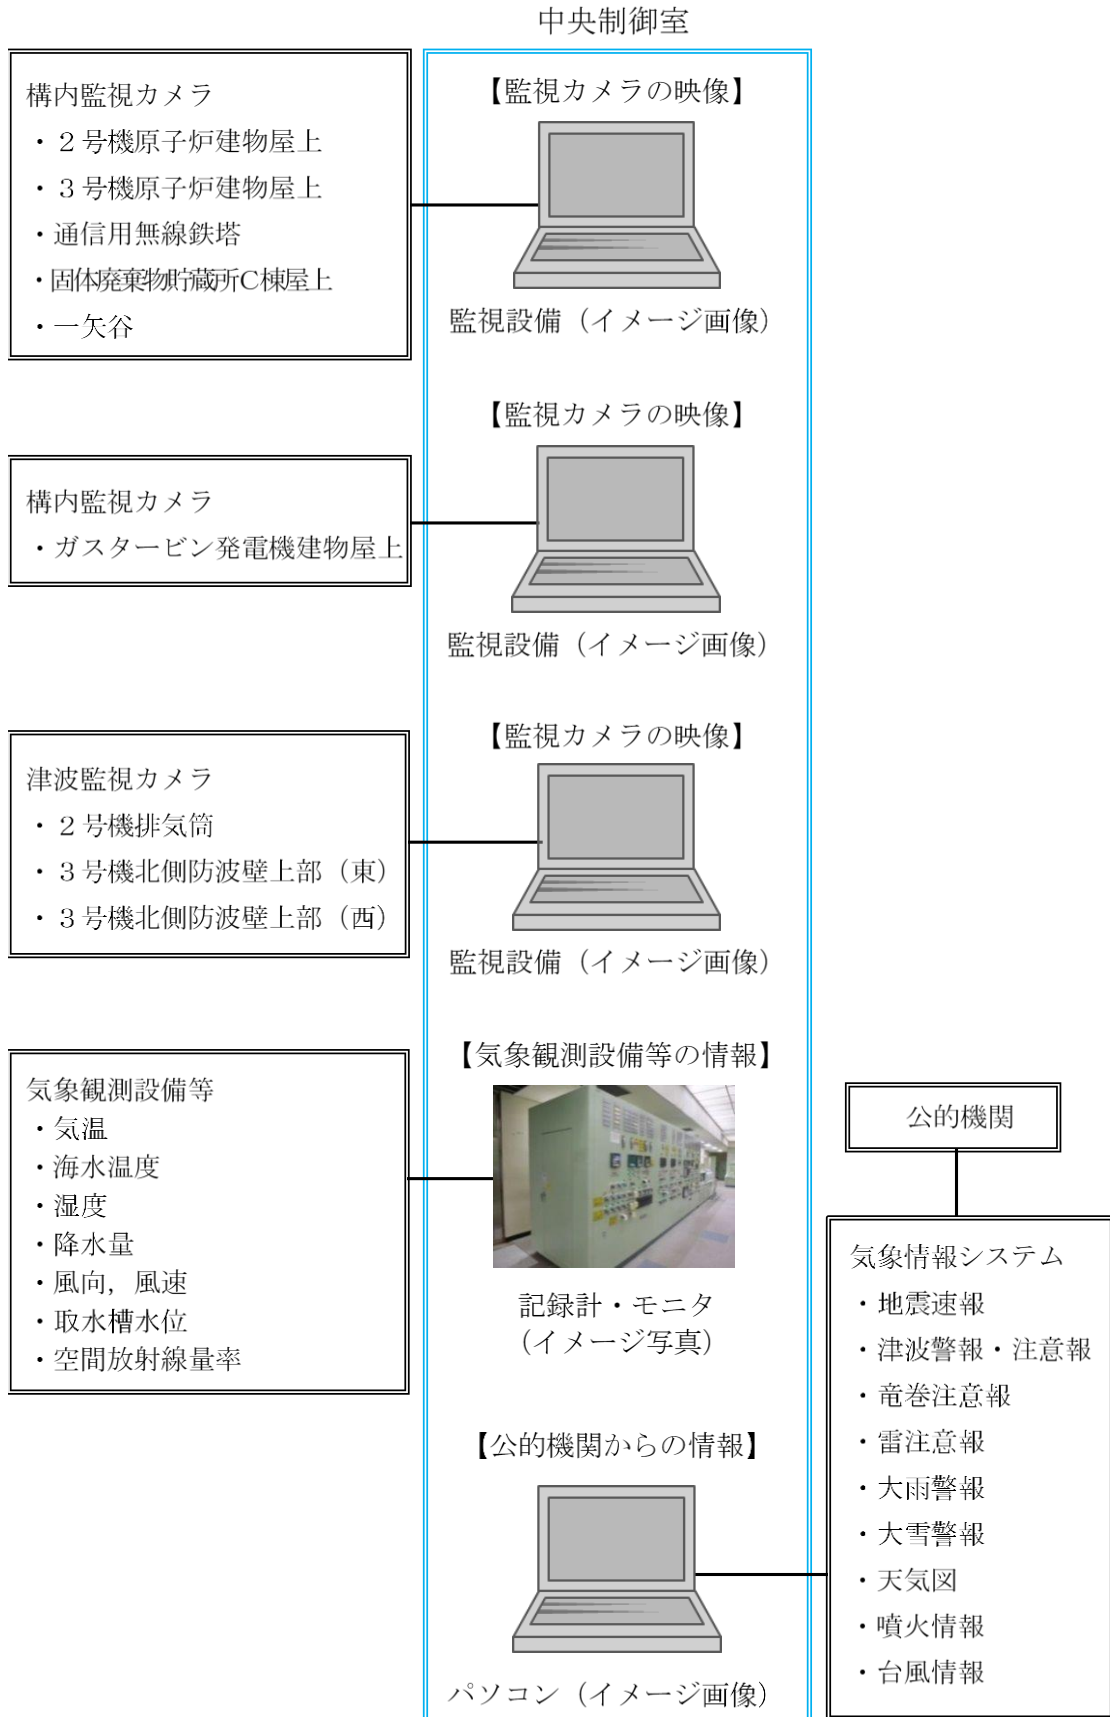 中央制御室
構内監視カメラ
・２号機原子炉建物屋上
・３号機原子炉建物屋上
・通信用無線鉄塔
・固体廃棄物貯蔵所Ｃ棟屋上
・一矢谷
【監視カメラの映像】
監視設備（イメージ画像）
構内監視カメラ
・ガスタービン発電機建物屋上
【監視カメラの映像】
監視設備（イメージ画像）
津波監視カメラ
・２号機排気筒
・３号機北側防波壁上部（東）
・３号機北側防波壁上部（西）
【監視カメラの映像】
監視設備（イメージ画像）
気象観測設備等
・気温
・海水温度
・湿度
・降水量
・風向，風速
・取水槽水位
・空間放射線量率
【気象観測設備等の情報】
記録計・モニタ
（イメージ写真）
【公的機関からの情報】
パソコン（イメージ画像）
公的機関
気象情報システム
・地震速報
・津波警報・注意報
・竜巻注意報
・雷注意報
・大雨警報
・大雪警報
・天気図
・噴火情報
・台風情報